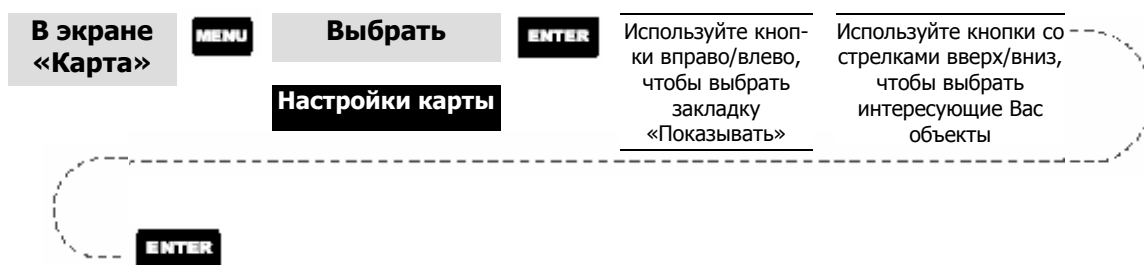 В экране
«Карта»
MENU
Выбрать
Настройки карты
ENTER
Используйте кноп-
ки вправо/влево,
чтобы выбрать
закладку
«Показывать»
Используйте кнопки со
стрелками вверх/вниз,
чтобы выбрать
интересующие Вас
объекты
ENTER